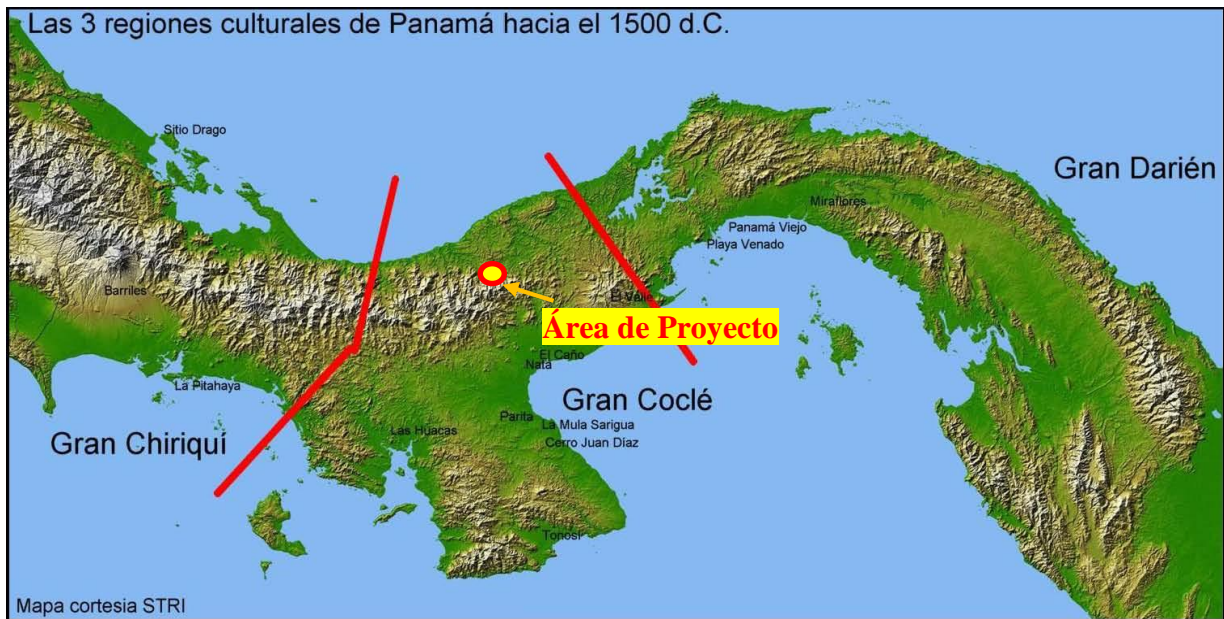 Las 3 regiones culturales de Panamá hacia el 1500 d.C.
Sitio Drago
Gran Darién
Miraflores
Panamá Viejo
Playa Venado
Barriles
El Valle
Área de Proyecto
El Caño
Natá
La Pitahaya
Gran Coclé
Parita
La Mula Sarigua
Las Huacas
Cerro Juan Díaz
Gran Chiriquí
Tonosí
Mapa cortesia STRI